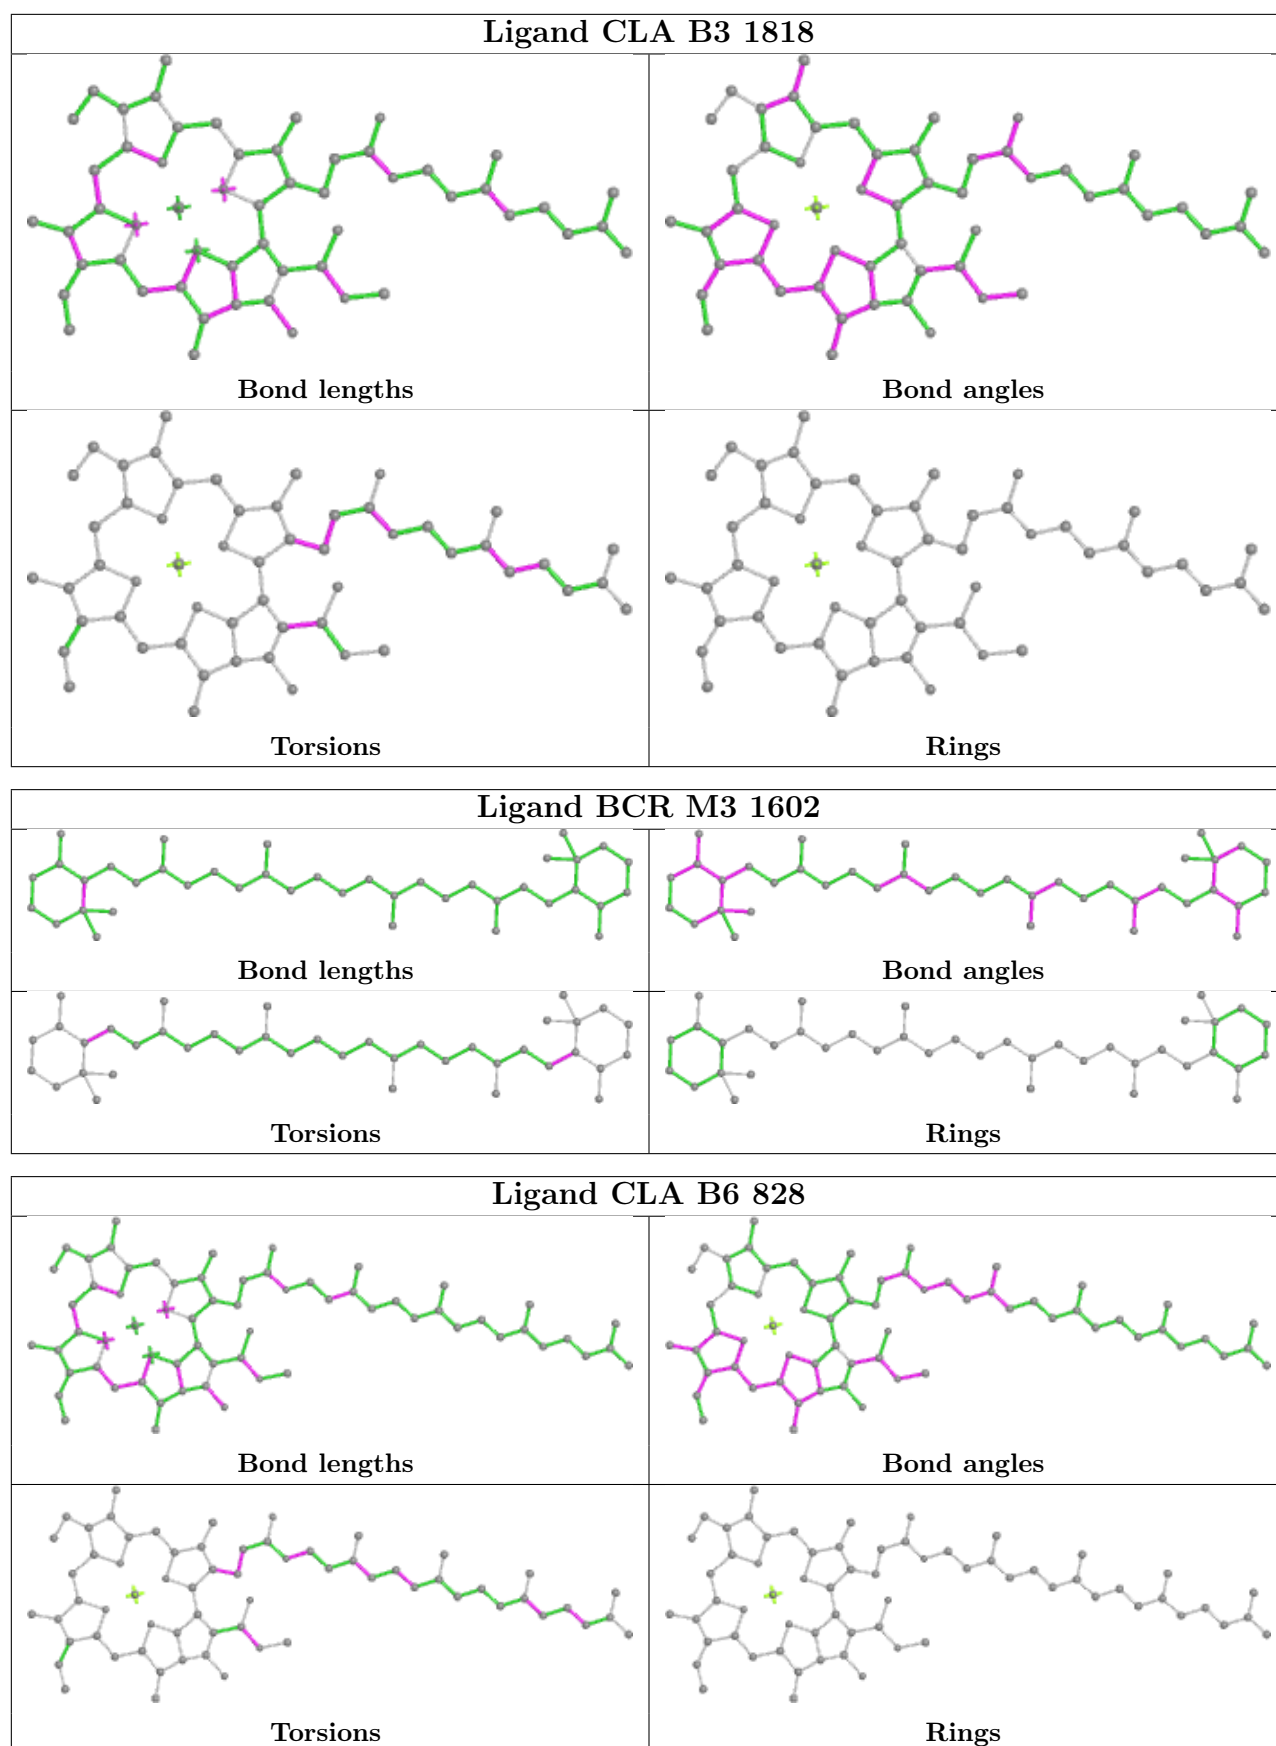 Ligand CLA B3 1818
Bond lengths
Bond angles
Torsions
Rings
Ligand BCR M3 1602
Bond lengths
Bond angles
Torsions
Rings
Ligand CLA B6 828
Bond lengths
Bond angles
Torsions
Rings